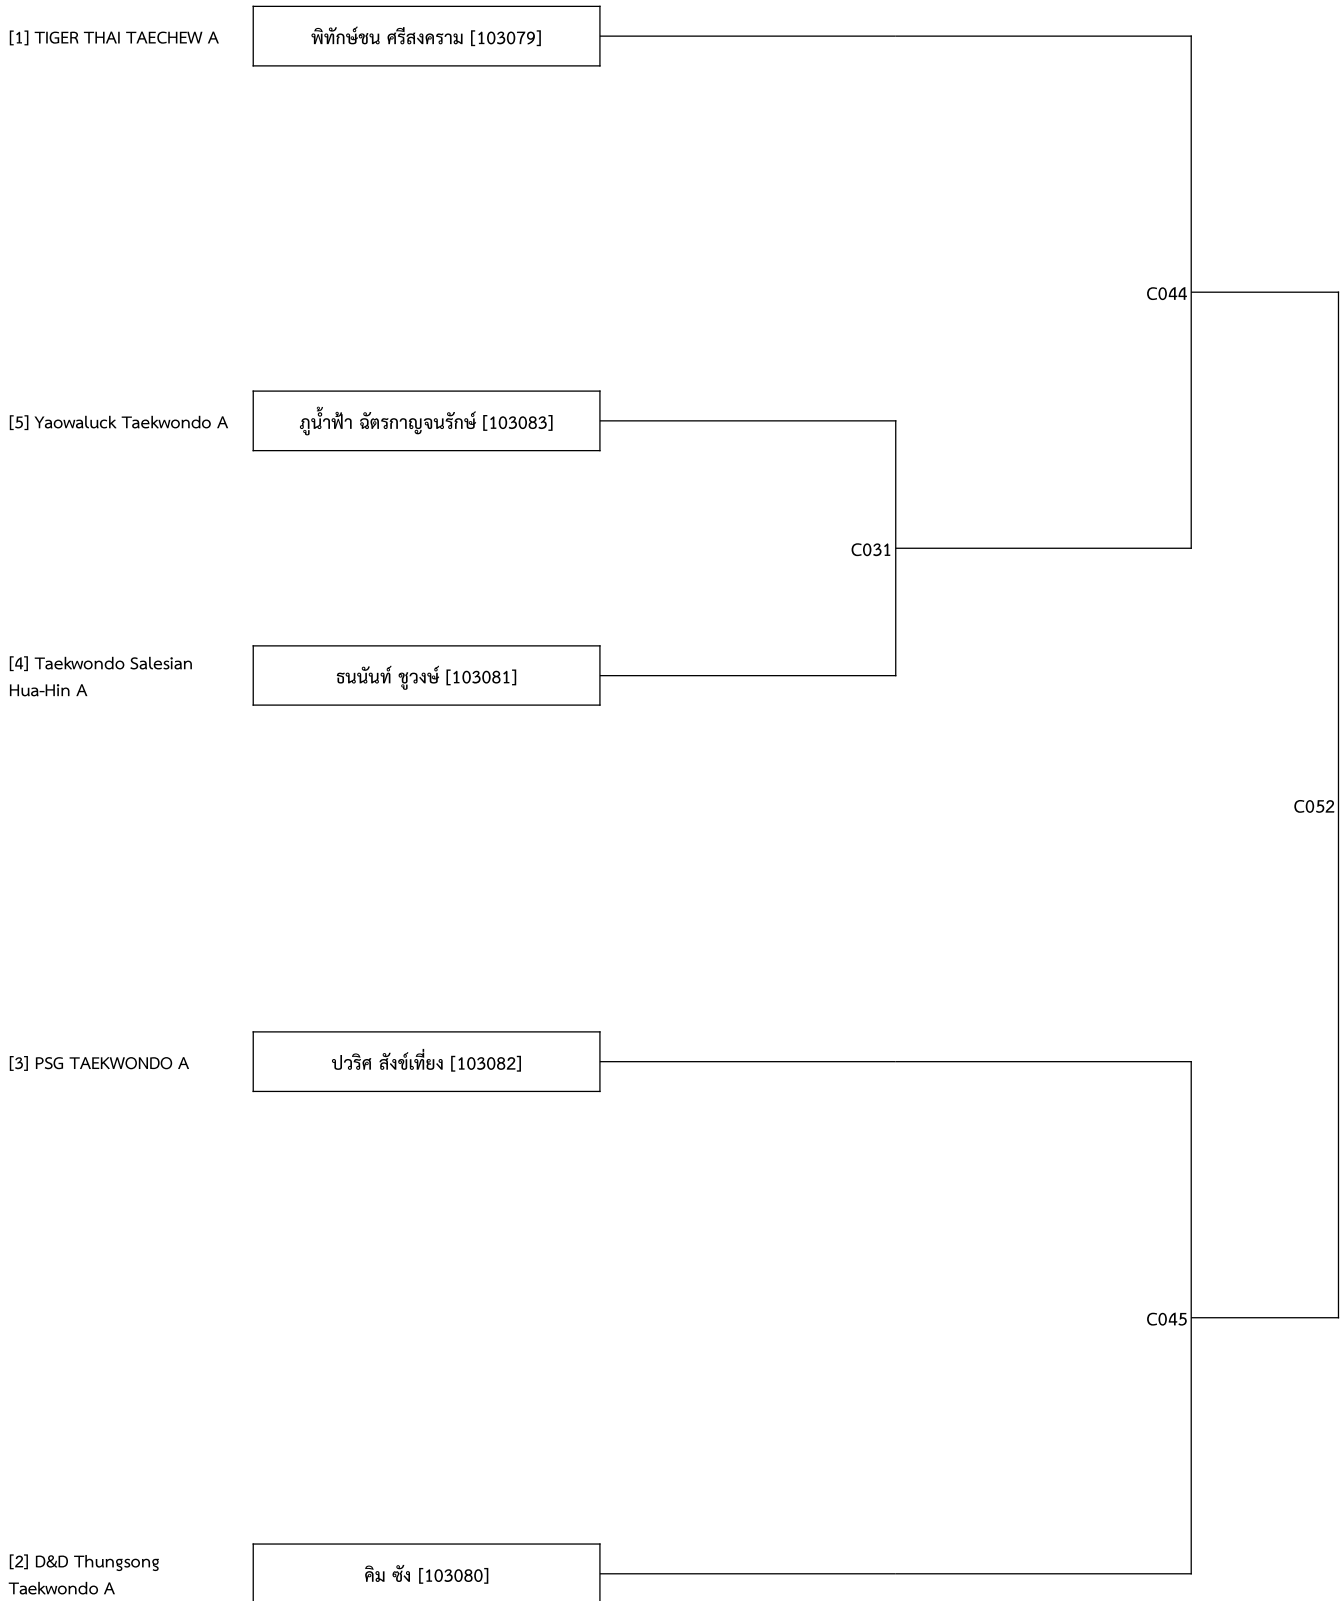 [1] TIGER THAI TAECHEW A
พิทักษ์ชน ศรีสงคราม [103079]
C044
[5] Yaowaluck Taekwondo A
ภูน้ำฟ้า ฉัตรกาญจนรักษ์ [103083]
C031
[4] Taekwondo Salesian
Hua-Hin A
ธนนันท์ ชูวงษ์ [103081]
C052
[3] PSG TAEKWONDO A
ปวริศ สังข์เที่ยง [103082]
C045
[2] D&D Thungsong
Taekwondo A
คิม ซัง [103080]